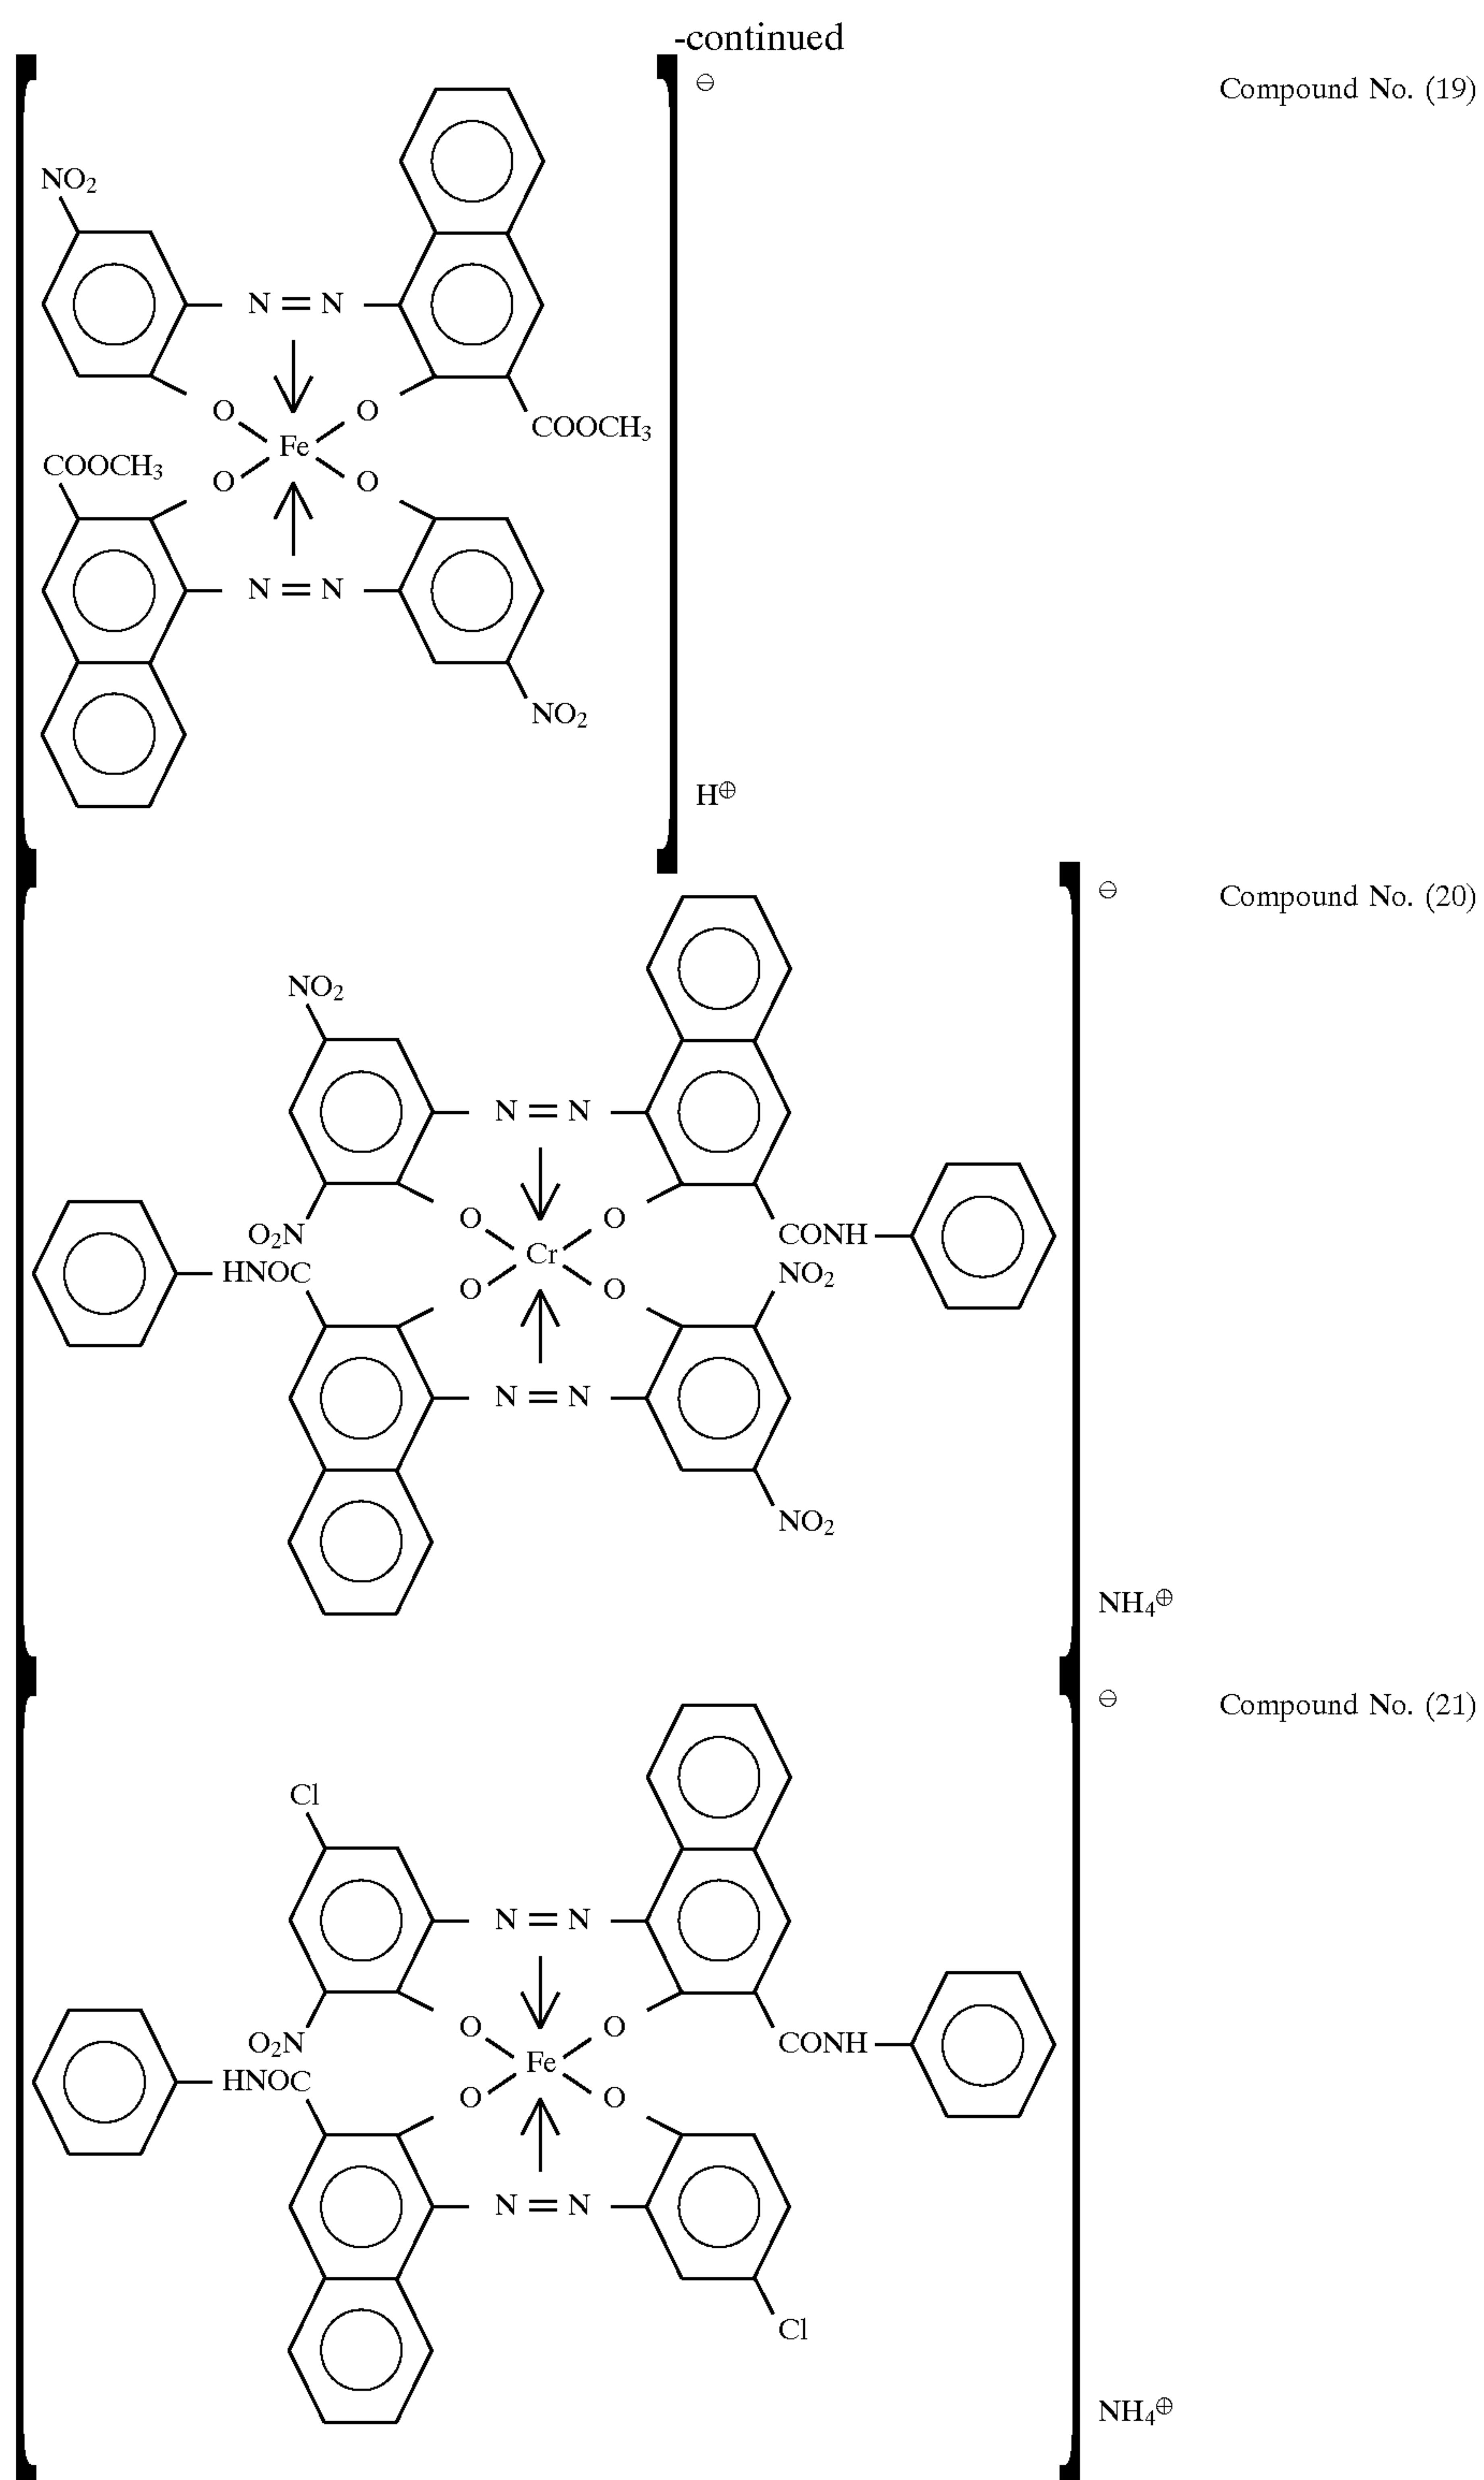 -continued
⊖ Compound No. (19)
NO2
N=N
O O
COOCH3
Fe
COOCH3
O O
N=N
NO2
H⊕
⊖ Compound No. (20)
NO2
N=N
O O
O2N CONH
Cr
HNOC NO2
O O
N=N
NO2
NH4⊕
⊖ Compound No. (21)
Cl
N=N
O O
O2N CONH
Fe
HNOC
O O
N=N
Cl
NH4⊕